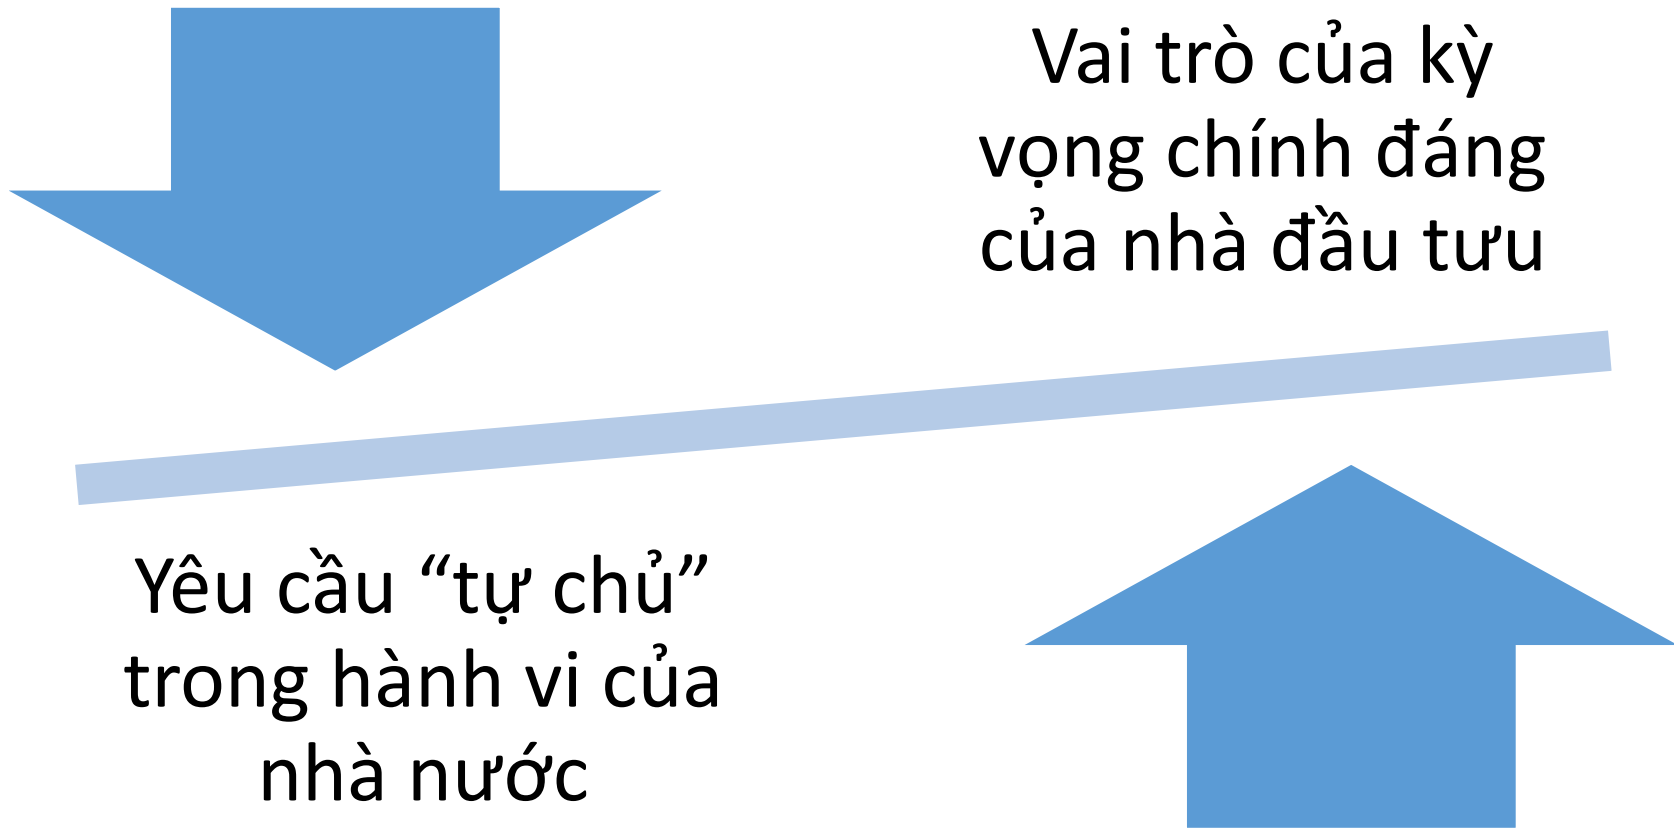 Vai trò của kỳ
vọng chính đáng
của nhà đầu tưu
Yêu cầu “tự chủ”
trong hành vi của
nhà nước